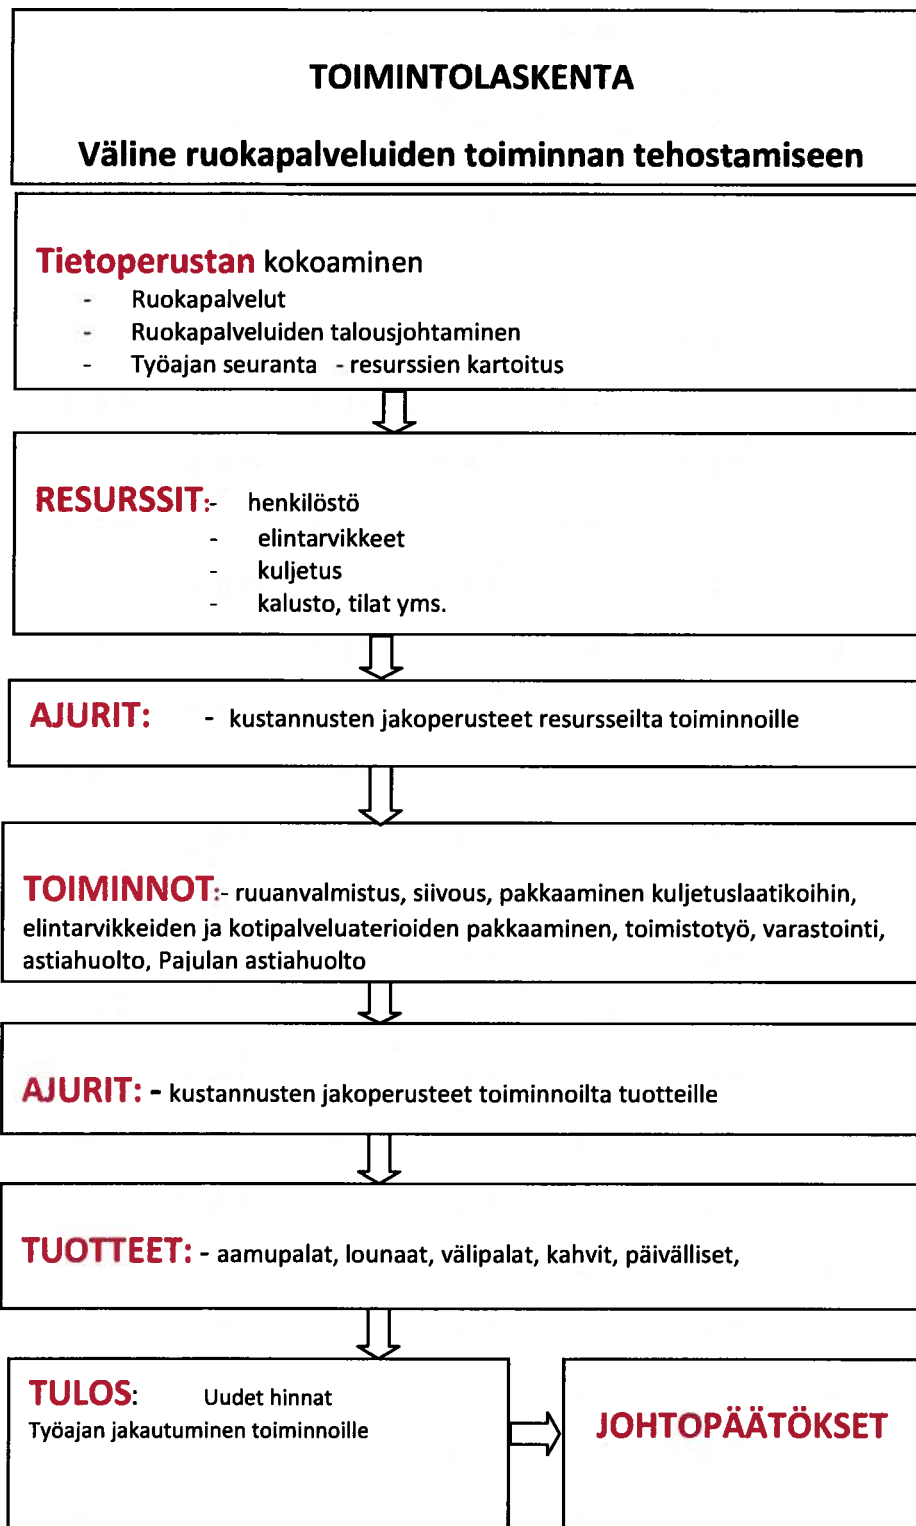 TOIMINTOLASKENTA
Väline ruokapalveluiden toiminnan tehostamiseen
Tietoperustan kokoaminen
- Ruokapalvelut
- Ruokapalveluiden talousjohtaminen
- Työajan seuranta - resurssien kartoitus
RESURSSIT:- henkilöstö
- elintarvikkeet
- kuljetus
- kalusto, tilat yms.
AJURIT: - kustannusten jakoperusteet resursseilta toiminnoille
TOIMINNOT:- ruuanvalmistus, siivous, pakkaaminen kuljetuslaatikoihin,
elintarvikkeiden ja kotipalveluaterioiden pakkaaminen, toimistotyö, varastointi,
astiahuolto, Pajulan astiahuolto
AJURIT: - kustannusten jakoperusteet toiminnoilta tuotteille
TUOTTEET: - aamupalat, lounaat, välipalat, kahvit, päivälliset,
TULOS: Uudet hinnat
Työajan jakautuminen toiminnoille
JOHTOPÄÄTÖKSET